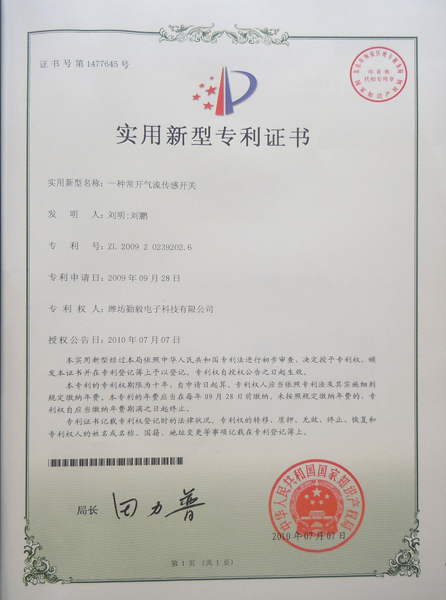 证书号第1477645号
实用新型专利证书
实用新型名称：一种常开气流传感开关
发 明 人：刘明;刘鹏
专 利 号：ZL 2009 2 0239202.6
专利申请日：2009年09月28日
专 利 权 人：潍坊勤毅电子科技有限公司
授权公告日：2010年07月07日
本实用新型经过本局依照中华人民共和国专利法进行初步审查，决定授予专利权，颁
发本证书并在专利登记簿上予以登记。专利权自授权公告之日起生效。
本专利的专利权期限为十年，自申请日起算。专利权人应当依照专利法及其实施细则
规定缴纳年费。本专利的年费应当在每年09月28日前缴纳。未按照规定缴纳年费的，专
利权自应当缴纳年费期满之日起终止。
专利证书记载专利权登记时的法律状况。专利权的转移、质押、无效、终止、恢复和
专利权人的姓名或名称、国籍、地址变更等事项记载在专利登记簿上。
局长
田力普
中华人民共和国国家知识产权局
2010年07月07日
第1页（共1页）